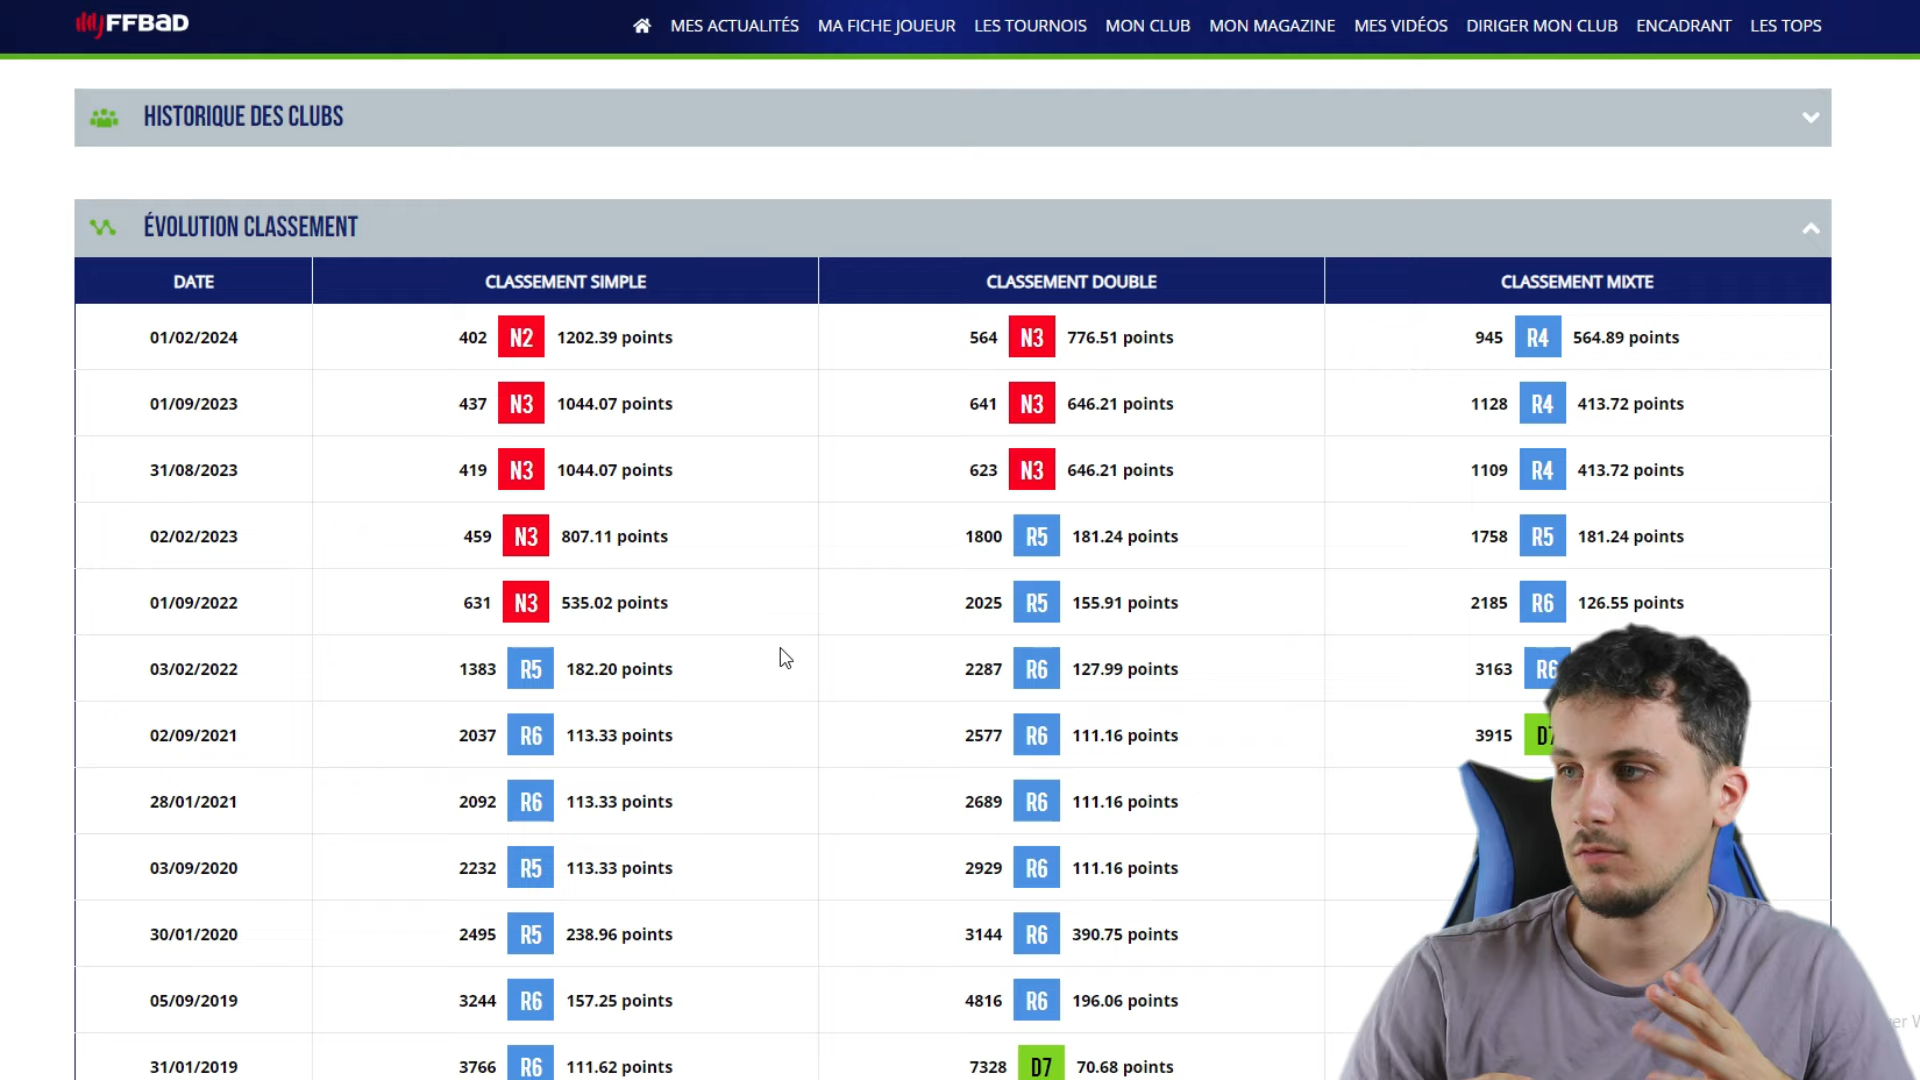 myFFBaD
MES ACTUALITÉS MA FICHE JOUEUR LES TOURNOIS MON CLUB MON MAGAZINE MES VIDÉOS DIRIGER MON CLUB ENCADRANT LES TOPS
HISTORIQUE DES CLUBS
ÉVOLUTION CLASSEMENT
DATE CLASSEMENT SIMPLE CLASSEMENT DOUBLE CLASSEMENT MIXTE
01/02/2024 402 N2 1202.39 points 564 N3 776.51 points 945 R4 564.89 points
01/09/2023 437 N3 1044.07 points 641 N3 646.21 points 1128 R4 413.72 points
31/08/2023 419 N3 1044.07 points 623 N3 646.21 points 1109 R4 413.72 points
02/02/2023 459 N3 807.11 points 1800 R5 181.24 points 1758 R5 181.24 points
01/09/2022 631 N3 535.02 points 2025 R5 155.91 points 2185 R6 126.55 points
03/02/2022 1383 R5 182.20 points 2287 R6 127.99 points 3163 R6
02/09/2021 2037 R6 113.33 points 2577 R6 111.16 points 3915 D7
28/01/2021 2092 R6 113.33 points 2689 R6 111.16 points
03/09/2020 2232 R5 113.33 points 2929 R6 111.16 points
30/01/2020 2495 R5 238.96 points 3144 R6 390.75 points
05/09/2019 3244 R6 157.25 points 4816 R6 196.06 points
31/01/2019 3766 R6 111.62 points 7328 D7 70.68 points